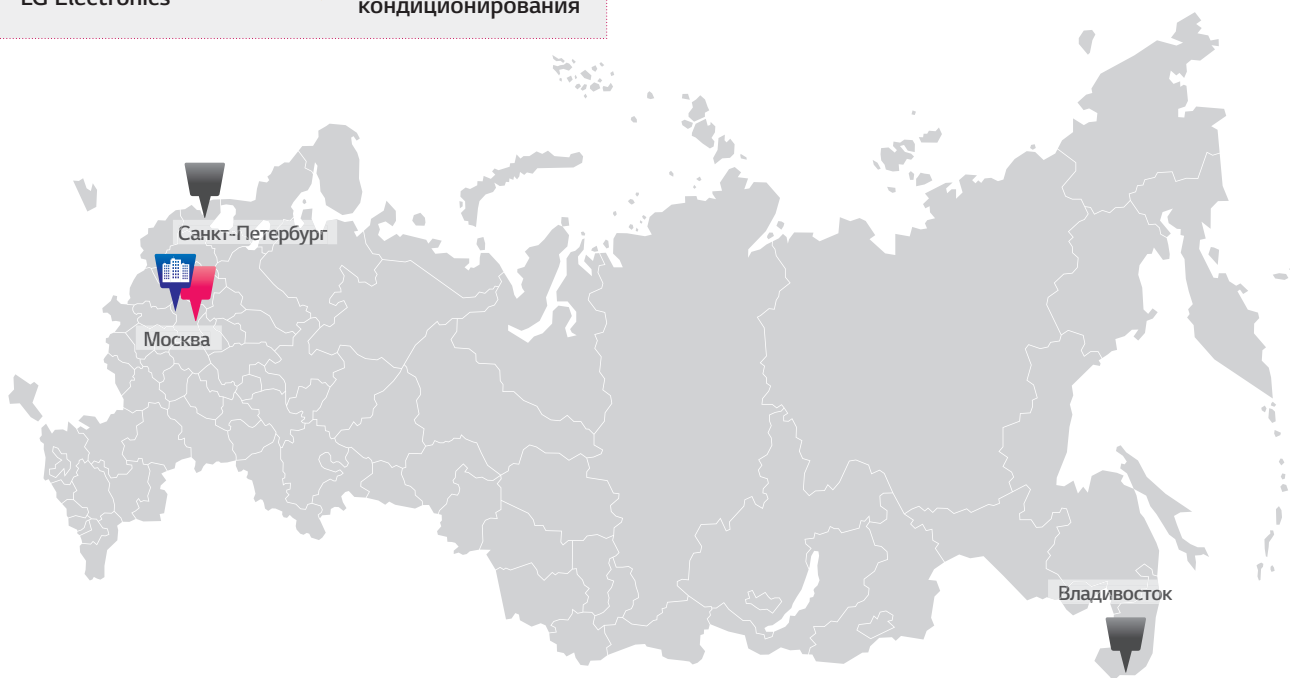 LG Electronics
кондиционирования
Санкт-Петербург
Москва
Владивосток